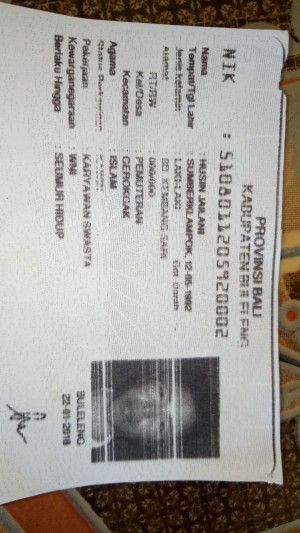 PROVINSI BALI
KABUPATEN BULELENG
NIK : 5108011205920002
Nama : HUSIN JAILANI
Tempat/Tgl Lahir : SUMBERKLAMPOK, 12-05-1992
Jenis kelamin : LAKI-LAKI Gol. Darah : -
Alamat : BD. KEMBANG SARI
RT/RW : 000/000
Kel/Desa : PEMUTERAN
Kecamatan : GEROKGAK
Agama : ISLAM
Status Perkawinan :
Pekerjaan : KARYAWAN SWASTA
Kewarganegaraan : WNI
Berlaku Hingga : SEUMUR HIDUP
BULELENG
22-01-2018